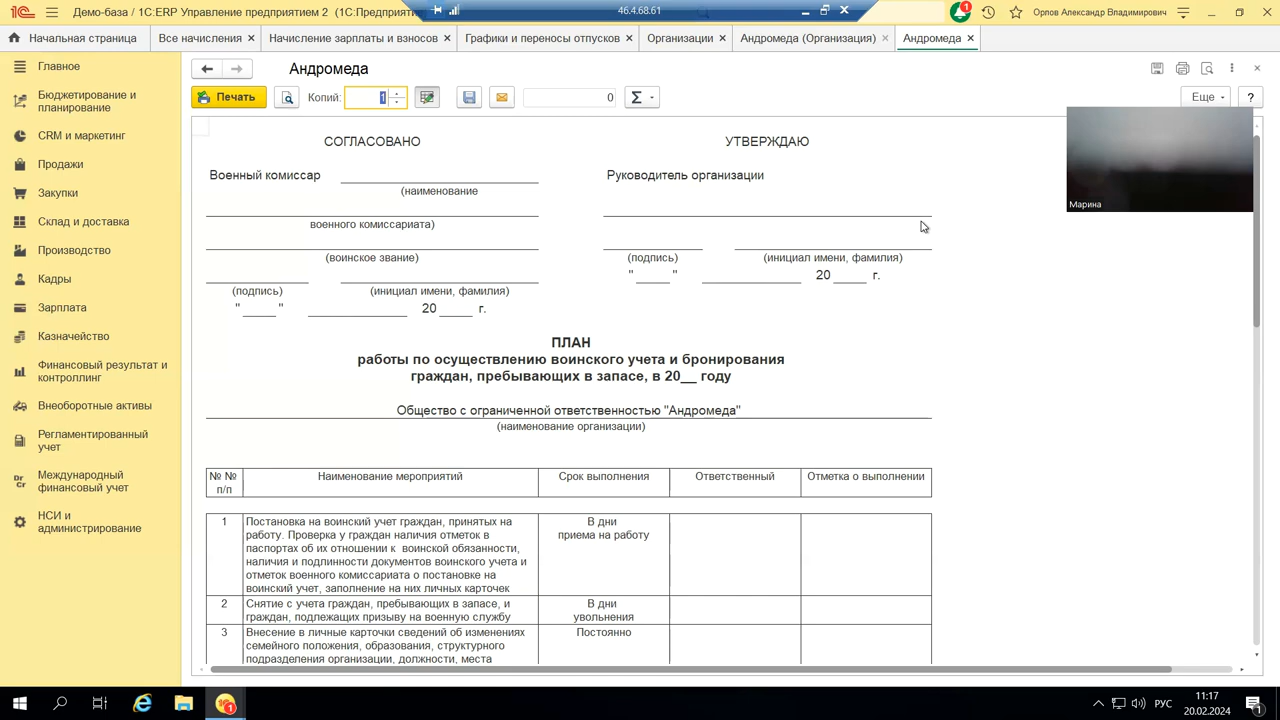 Демо-база / 1С:ERP Управление предприятием 2 (1С:Предприятие
46.4.68.61
Орлов Александр Владимирович
Начальная страница
Все начисления
Начисление зарплаты и взносов
Графики и переносы отпусков
Организации
Андромеда (Организация)
Андромеда
Главное
Бюджетирование и
планирование
CRM и маркетинг
Продажи
Закупки
Склад и доставка
Производство
Кадры
Зарплата
Казначейство
Финансовый результат и
контроллинг
Внеоборотные активы
Регламентированный
учет
Международный
финансовый учет
НСИ и
администрирование
Андромеда
Печать
Копий:
1
0
Σ
Еще
?
Марина
СОГЛАСОВАНО
УТВЕРЖДАЮ
Военный комиссар
Руководитель организации
(наименование
военного комиссариата)
(воинское звание)
(подпись)
(инициал имени, фамилия)
" _____ " 20 _____ г.
(подпись)
(инициал имени, фамилия)
" _____ " 20 _____ г.
ПЛАН
работы по осуществлению воинского учета и бронирования
граждан, пребывающих в запасе, в 20__ году
Общество с ограниченной ответственностью "Андромеда"
(наименование организации)
№ №
п/п
Наименование мероприятий
Срок выполнения
Ответственный
Отметка о выполнении
1
Постановка на воинский учет граждан, принятых на
работу. Проверка у граждан наличия отметок в
паспортах об их отношении к воинской обязанности,
наличия и подлинности документов воинского учета и
отметок военного комиссариата о постановке на
воинский учет, заполнение на них личных карточек
В дни
приема на работу
2
Снятие с учета граждан, пребывающих в запасе, и
граждан, подлежащих призыву на военную службу
В дни
увольнения
3
Внесение в личные карточки сведений об изменениях
семейного положения, образования, структурного
подразделения организации, должности, места
Постоянно
РУС
11:17
20.02.2024